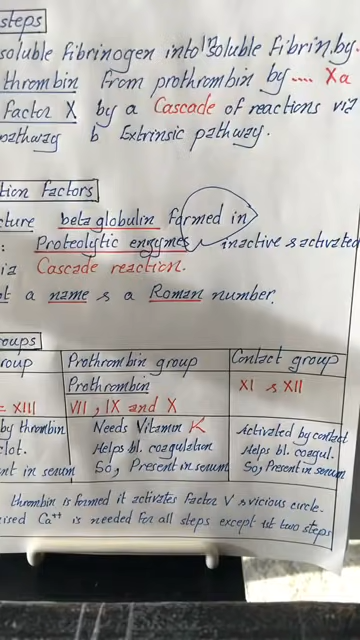 steps
soluble fibrinogen into soluble fibrin by.
thrombin from prothrombin by .... Xa
factor X by a Cascade of reactions via
pathway b Extrinsic pathway.
tion Factors
cture beta globulin formed in
: Proteolytic enzymes inactive & activated
ia Cascade reaction.
ot a name & a Roman number.
oups
roup Prothrombin group Contact group
Prothrombin XI & XII
= XIII VII, IX and X
by thrombin Needs Vitamin K Activated by contact
clot. Helps bl. coagulation Helps bl. coagul.
nt in serum So, Present in serum So, Present in serum
thrombin is formed it activates Factor V & vicious circle.
ised Ca++ is needed for all steps except 1st two steps